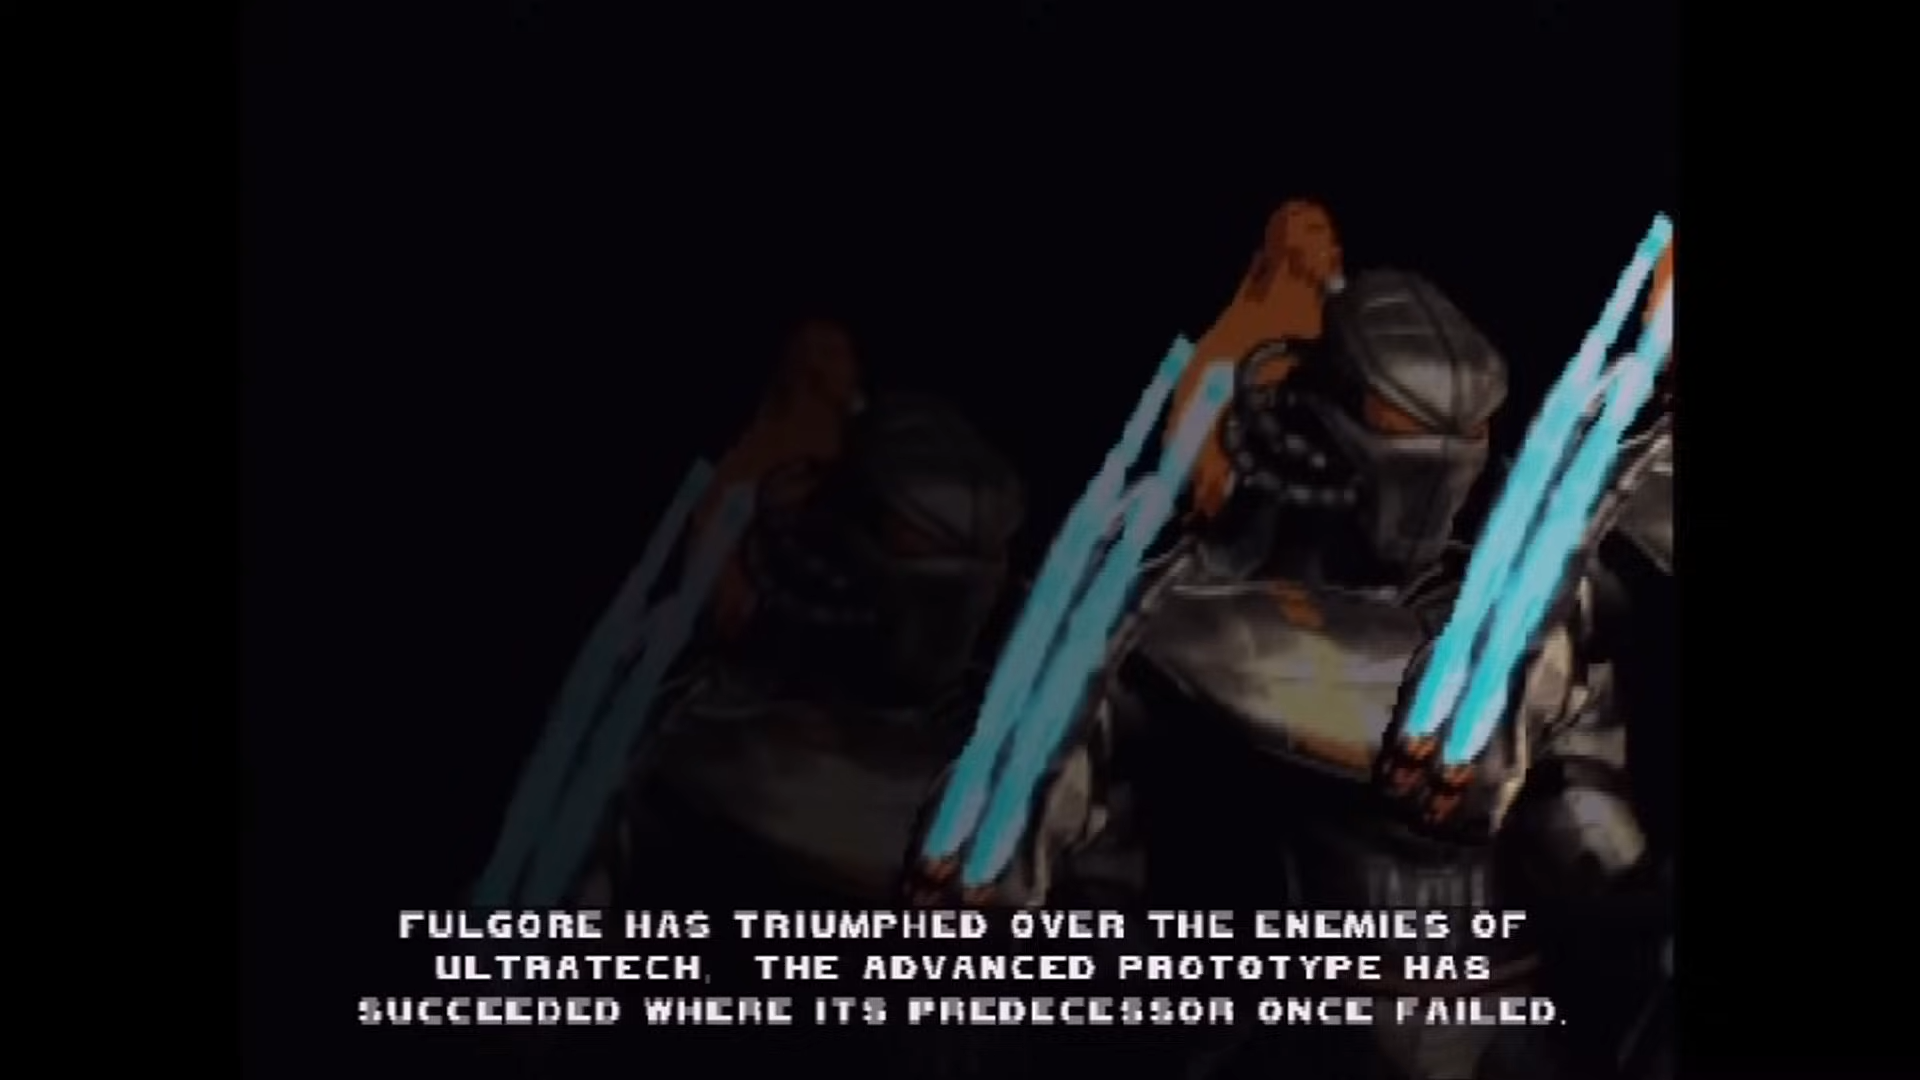 FULGORE HAS TRIUMPHED OVER THE ENEMIES OF
ULTRATECH. THE ADVANCED PROTOTYPE HAS
SUCCEEDED WHERE ITS PREDECESSOR ONCE FAILED.